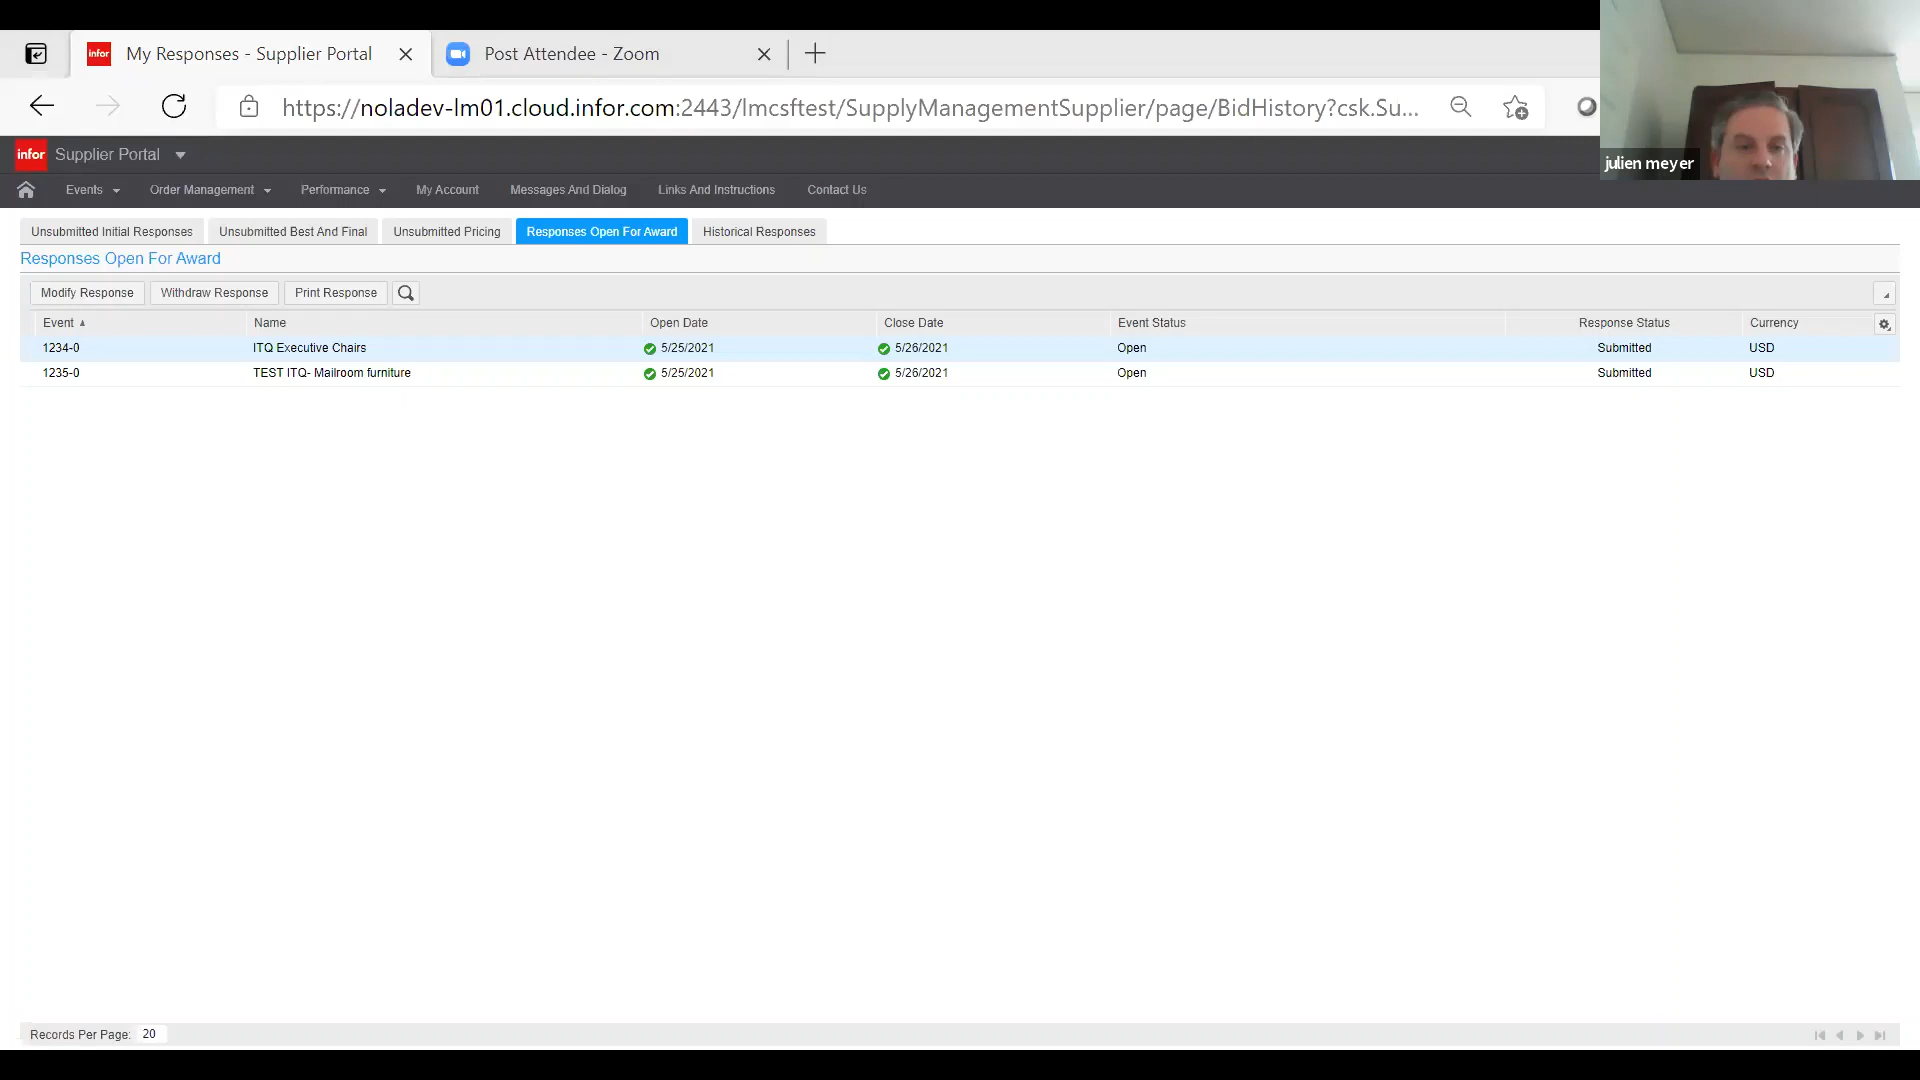 infor My Responses - Supplier Portal Post Attendee - Zoom
https://noladev-lm01.cloud.infor.com:2443/lmcsftest/SupplyManagementSupplier/page/BidHistory?csk.Su...
julien meyer
infor Supplier Portal
Events Order Management Performance My Account Messages And Dialog Links And Instructions Contact Us
Unsubmitted Initial Responses Unsubmitted Best And Final Unsubmitted Pricing Responses Open For Award Historical Responses
Responses Open For Award
Modify Response Withdraw Response Print Response
Event Name Open Date Close Date Event Status Response Status Currency
1234-0 ITQ Executive Chairs 5/25/2021 5/26/2021 Open Submitted USD
1235-0 TEST ITQ- Mailroom furniture 5/25/2021 5/26/2021 Open Submitted USD
Records Per Page: 20